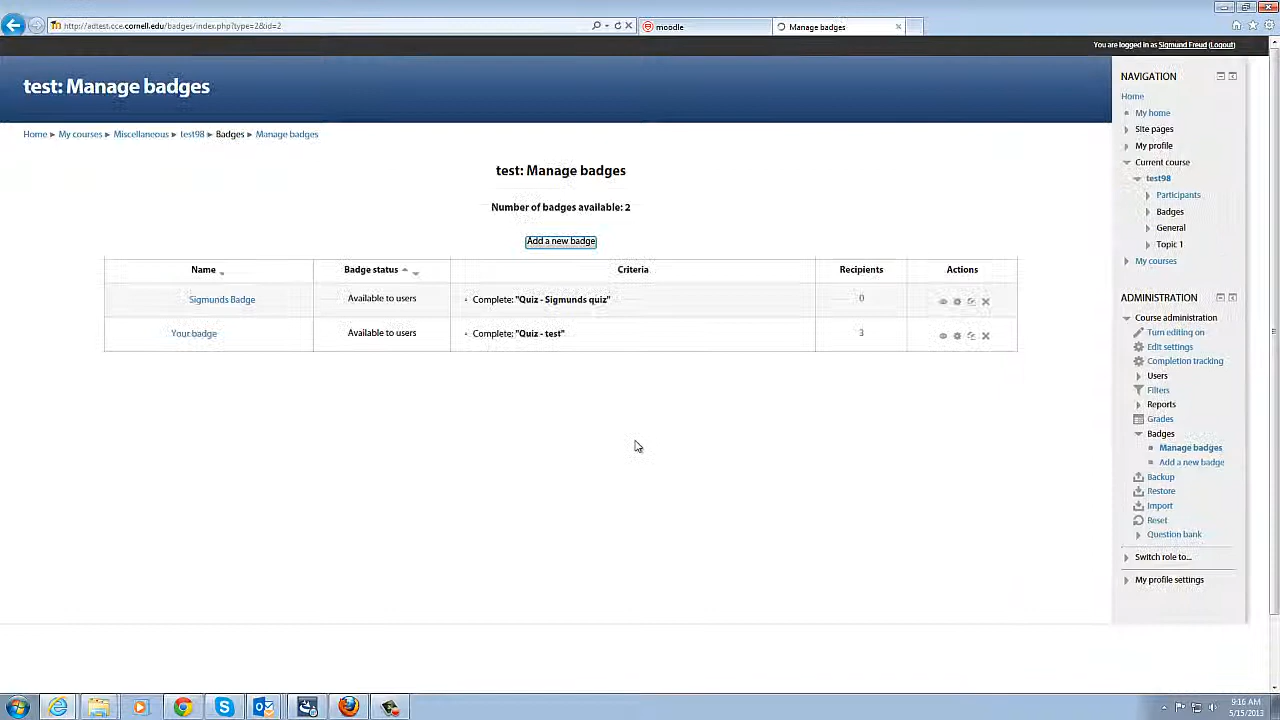 http://adtest.cce.cornell.edu/badges/index.php?type=2&id=2
moodle
Manage badges
You are logged in as Sigmund Freud (Logout)
test: Manage badges
Home ► My courses ► Miscellaneous ► test98 ► Badges ► Manage badges
test: Manage badges
Number of badges available: 2
Add a new badge
Name Badge status Criteria Recipients Actions
Sigmunds Badge Available to users Complete: "Quiz - Sigmunds quiz" 0
Your badge Available to users Complete: "Quiz - test" 3
NAVIGATION
Home
My home
Site pages
My profile
Current course
test98
Participants
Badges
General
Topic 1
My courses
ADMINISTRATION
Course administration
Turn editing on
Edit settings
Completion tracking
Users
Filters
Reports
Grades
Badges
Manage badges
Add a new badge
Backup
Restore
Import
Reset
Question bank
Switch role to...
My profile settings
9:16 AM
5/15/2013